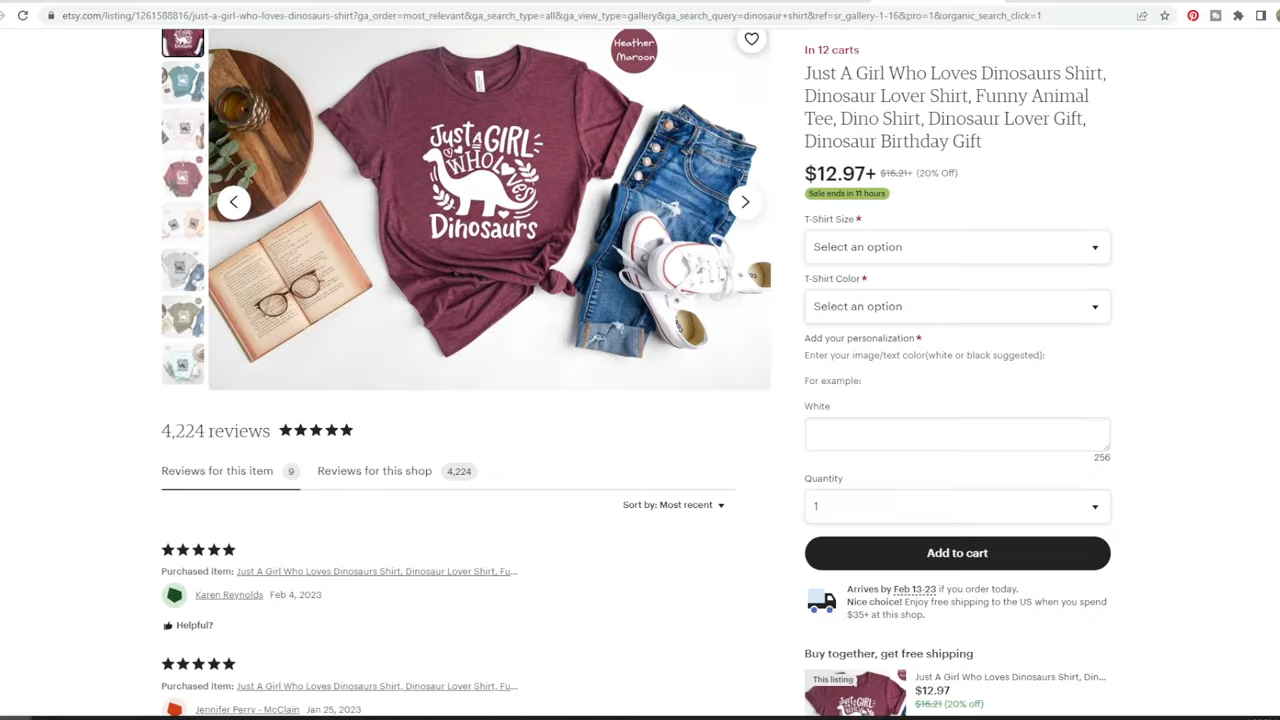 etsy.com/listing/1261588816/just-a-girl-who-loves-dinosaurs-shirt?ga_order=most_relevant&ga_search_type=all&ga_view_type=gallery&ga_search_query=dinosaur+shirt&ref=sr_gallery-1-16&pro=1&organic_search_click=1
In 12 carts
Just A Girl Who Loves Dinosaurs Shirt,
Dinosaur Lover Shirt, Funny Animal
Tee, Dino Shirt, Dinosaur Lover Gift,
Dinosaur Birthday Gift
$12.97+ $16.21+ (20% Off)
Sale ends in 11 hours
T-Shirt Size *
Select an option
T-Shirt Color *
Select an option
Add your personalization *
Enter your image/text color(white or black suggested):
For example:
White
256
Quantity
1
Add to cart
Arrives by Feb 13-23 if you order today.
Nice choice! Enjoy free shipping to the US when you spend
$35+ at this shop.
Buy together, get free shipping
This listing
Just A Girl Who Loves Dinosaurs Shirt, Din...
$12.97
$16.21 (20% off)
Heather
Maroon
Just A GIRL
WHO Loves
Dinosaurs
4,224 reviews ★★★★★
Reviews for this item 9 Reviews for this shop 4,224
Sort by: Most recent
★★★★★
Purchased item: Just A Girl Who Loves Dinosaurs Shirt, Dinosaur Lover Shirt, Fu...
Karen Reynolds Feb 4, 2023
Helpful?
★★★★★
Purchased item: Just A Girl Who Loves Dinosaurs Shirt, Dinosaur Lover Shirt, Fu...
Jennifer Perry - McClain Jan 25, 2023